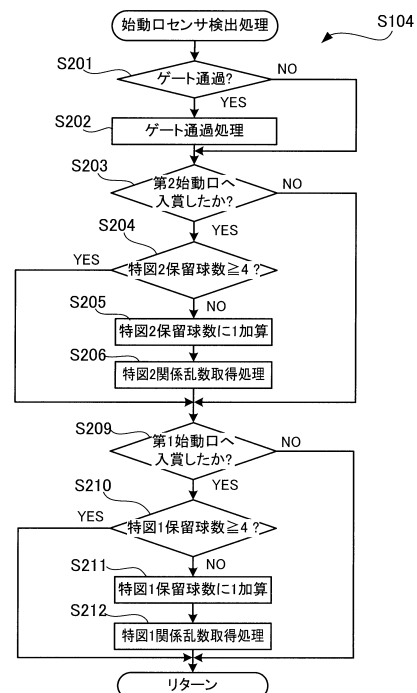 始動口センサ検出処理
S104
S201
ゲート通過?
NO
YES
S202
ゲート通過処理
S203
第2始動口へ
入賞したか?
NO
YES
S204
YES
特図2保留球数≧4?
NO
S205
特図2保留球数に1加算
S206
特図2関係乱数取得処理
S209
第1始動口へ
入賞したか?
NO
YES
S210
YES
特図1保留球数≧4?
NO
S211
特図1保留球数に1加算
S212
特図1関係乱数取得処理
リターン